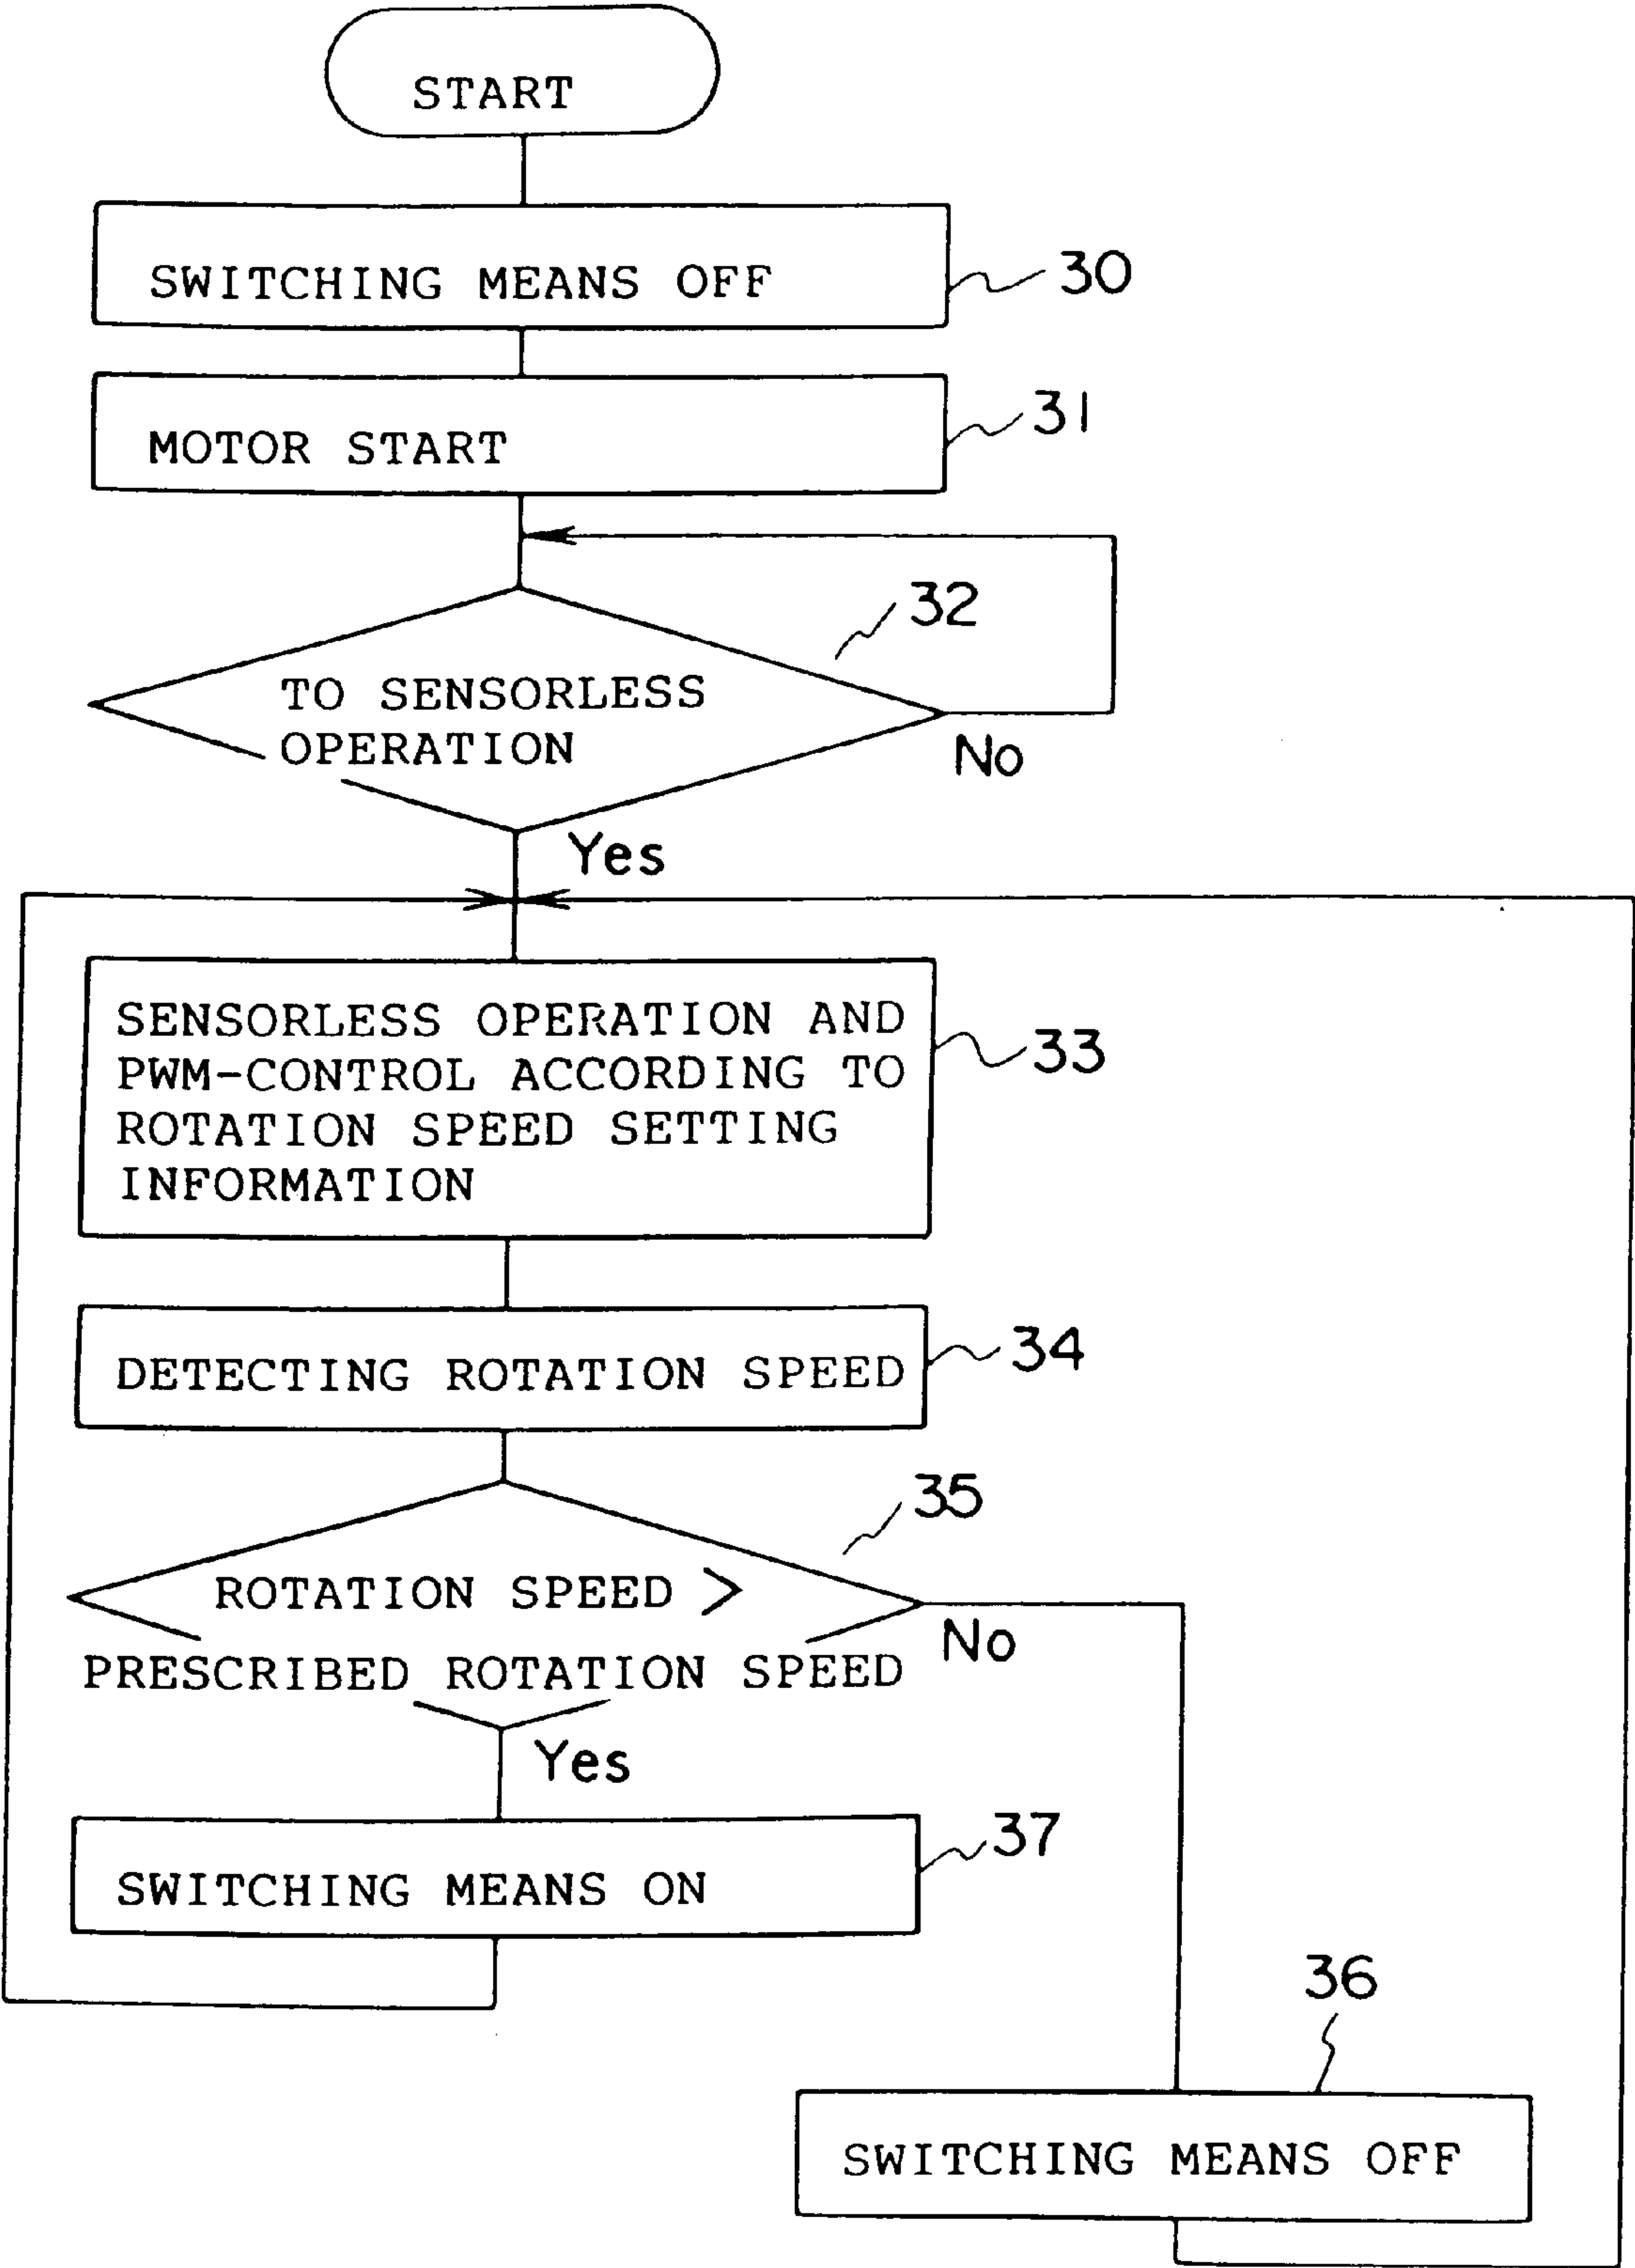 START
SWITCHING MEANS OFF
30
MOTOR START
31
32
TO SENSORLESS
OPERATION
No
Yes
SENSORLESS OPERATION AND
PWM-CONTROL ACCORDING TO
ROTATION SPEED SETTING
INFORMATION
33
DETECTING ROTATION SPEED
34
35
ROTATION SPEED >
PRESCRIBED ROTATION SPEED
No
Yes
SWITCHING MEANS ON
37
36
SWITCHING MEANS OFF